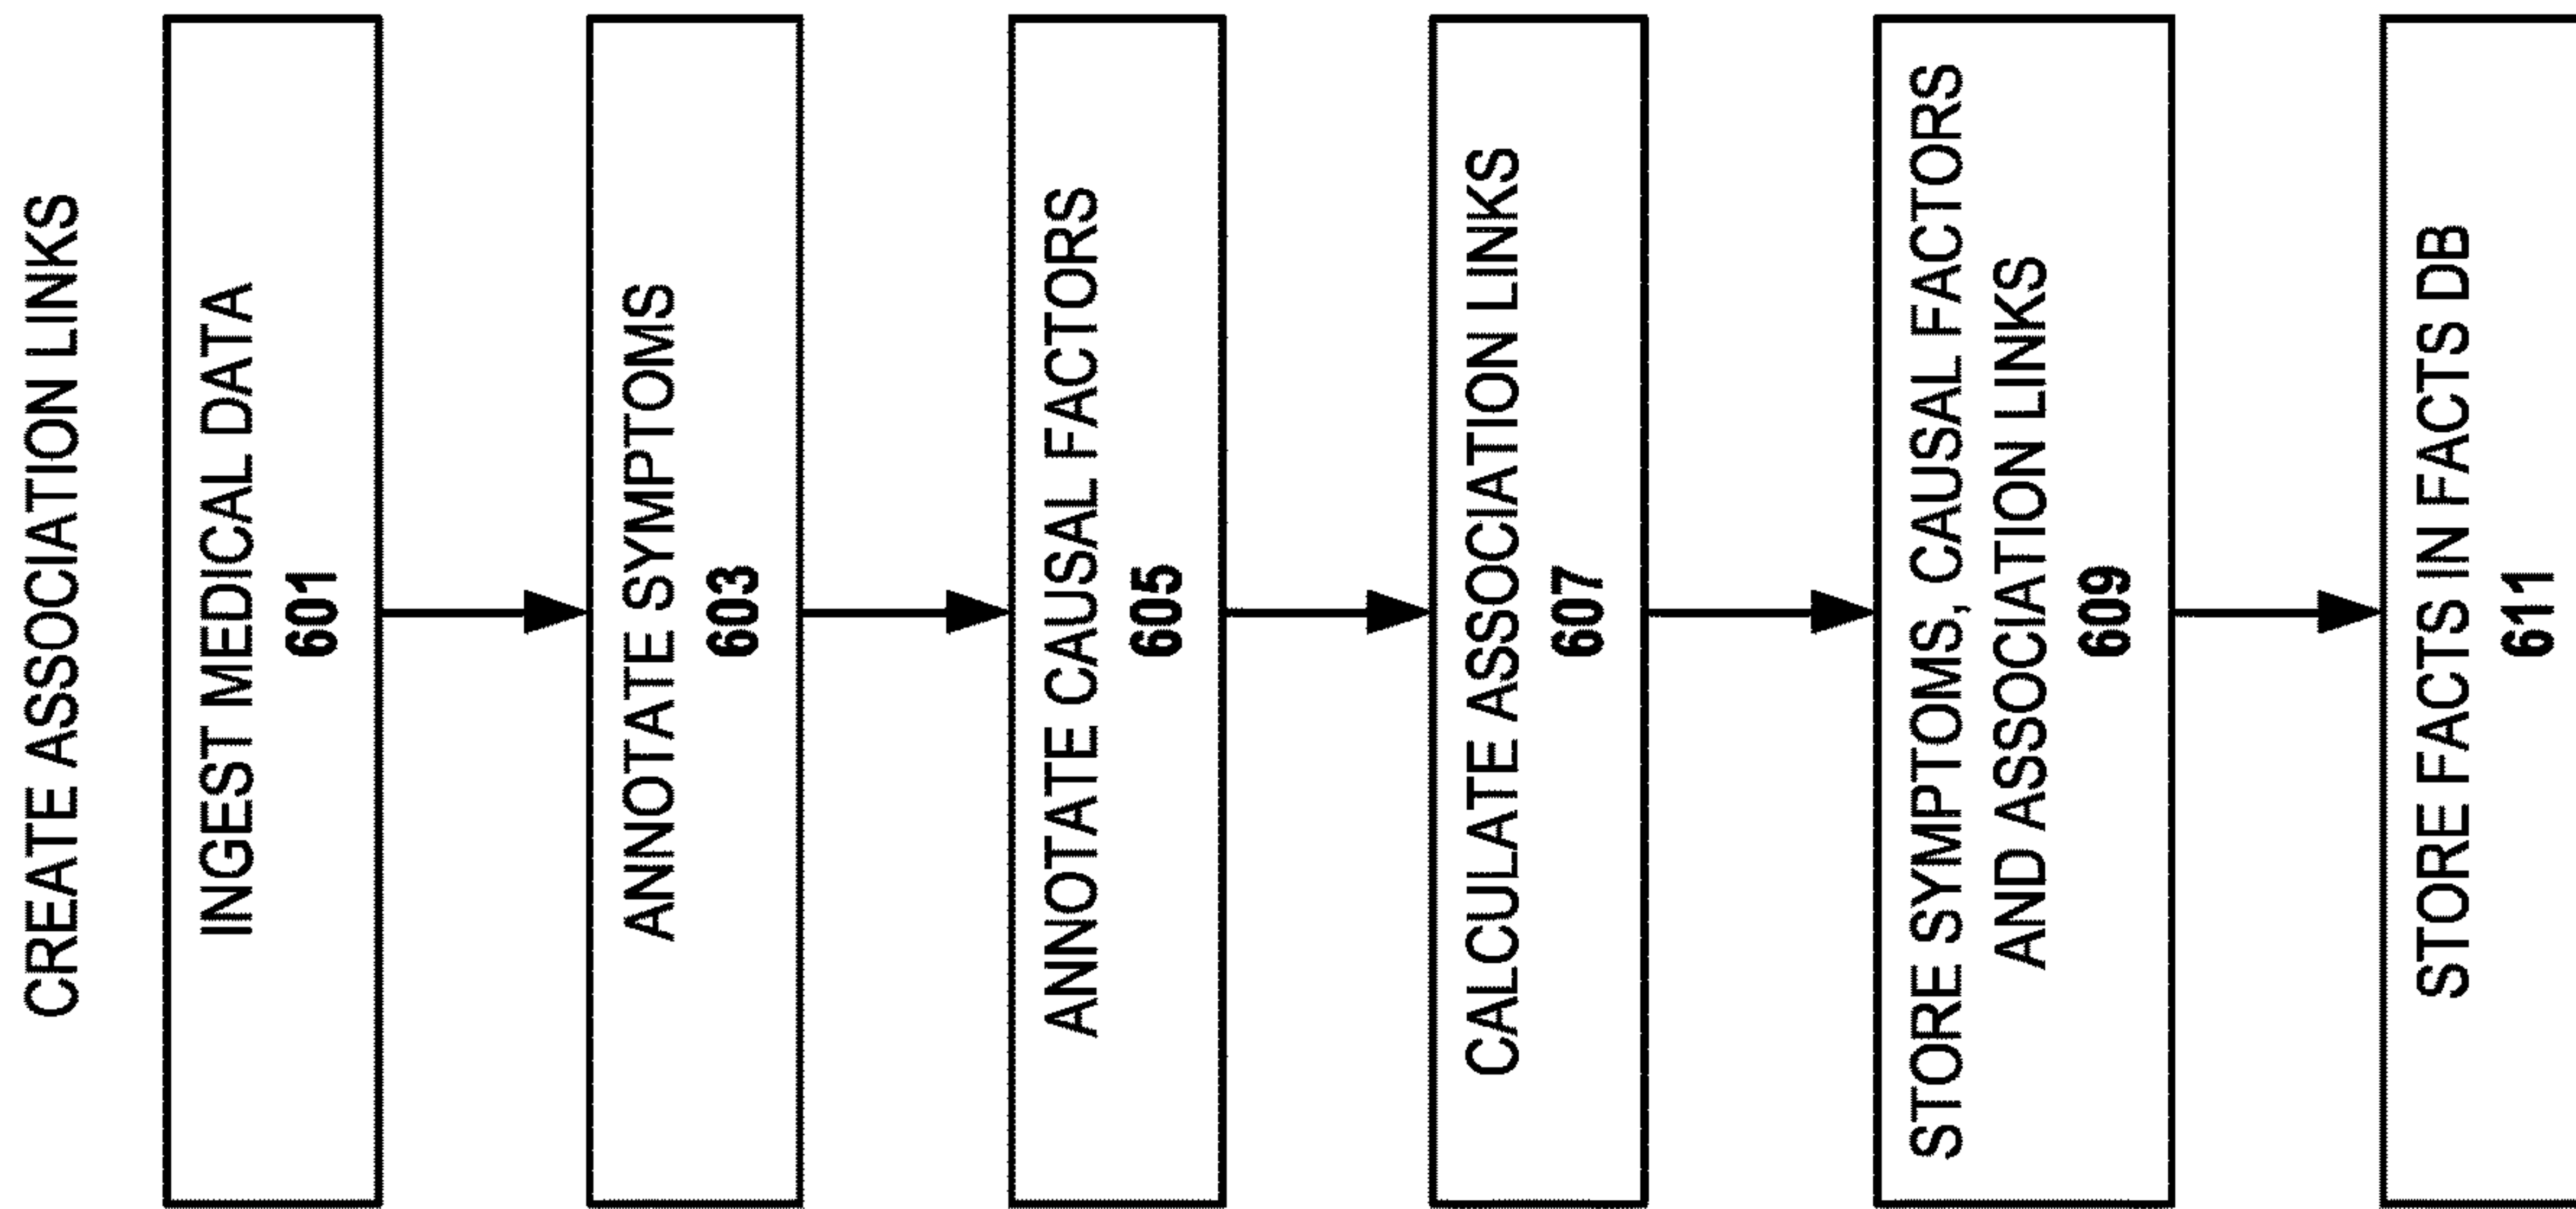 CREATE ASSOCIATION LINKS
INGEST MEDICAL DATA
601
ANNOTATE SYMPTOMS
603
ANNOTATE CAUSAL FACTORS
605
CALCULATE ASSOCIATION LINKS
607
STORE SYMPTOMS, CAUSAL FACTORS
AND ASSOCIATION LINKS
609
STORE FACTS IN FACTS DB
611